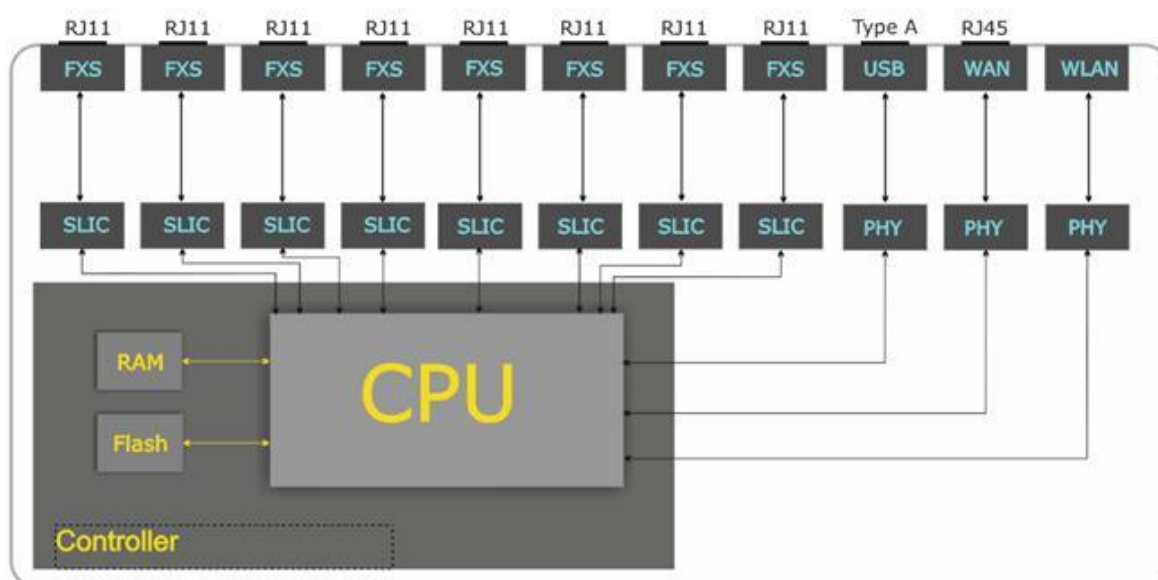 RJ11 RJ11 RJ11 RJ11 RJ11 RJ11 RJ11 RJ11 Type A RJ45
FXS FXS FXS FXS FXS FXS FXS FXS USB WAN WLAN
SLIC SLIC SLIC SLIC SLIC SLIC SLIC SLIC PHY PHY PHY
RAM
CPU
Flash
Controller